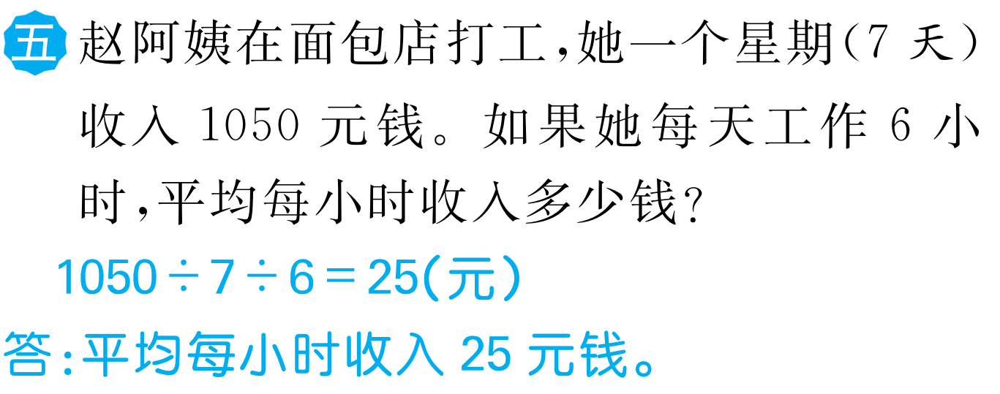 五 赵阿姨在面包店打工,她一个星期(7 天)
收入 1050 元钱。如果她每天工作 6 小
时,平均每小时收入多少钱?
1050÷7÷6=25(元)
答:平均每小时收入 25 元钱。